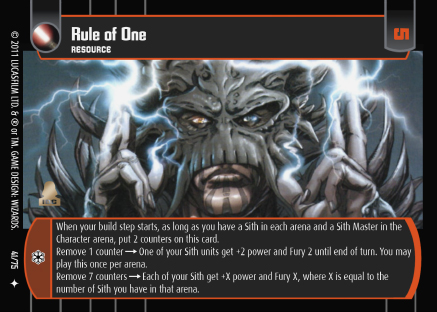 Rule of One
RESOURCE
5
When your build step starts, as long as you have a Sith in each arena and a Sith Master in the
Character arena, put 2 counters on this card.
Remove 1 counter → One of your Sith units get +2 power and Fury 2 until end of turn. You may
play this once per arena.
Remove 7 counters → Each of your Sith get +X power and Fury X, where X is equal to the
number of Sith you have in that arena.
© 2011 LUCASFILM LTD. & ® or TM. GAME DESIGN, WIZARDS.
41/75